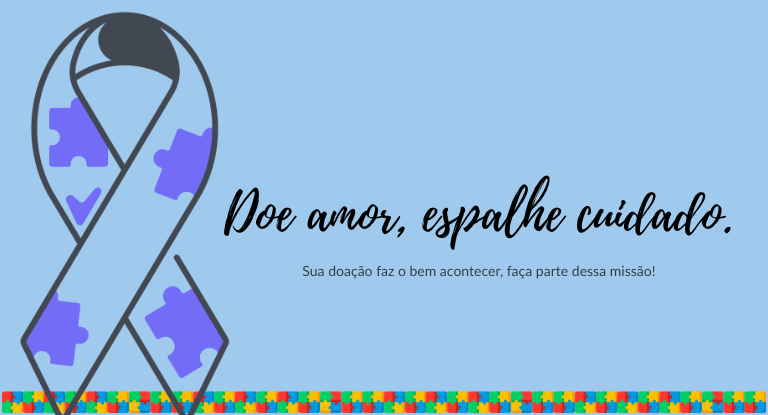 Doe amor, espalhe cuidado.
Sua doação faz o bem acontecer, faça parte dessa missão!